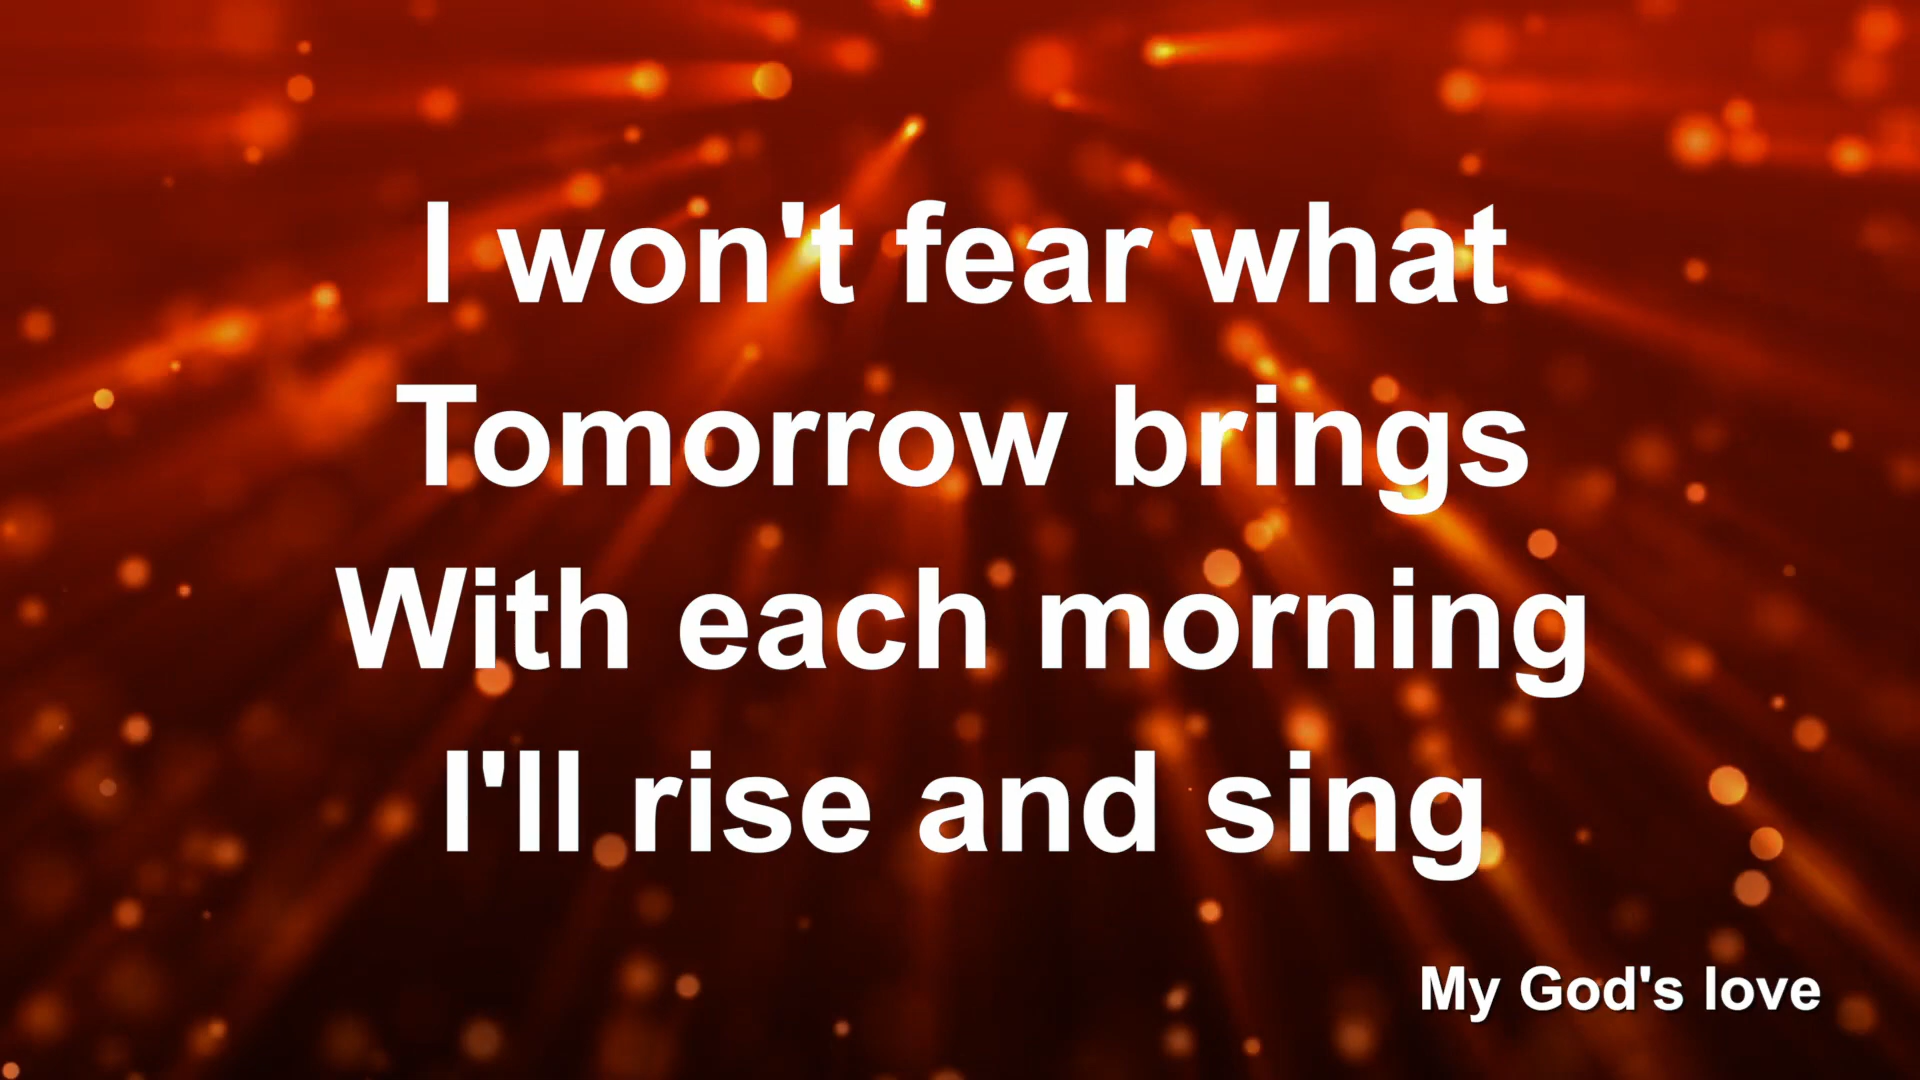 I won't fear what
Tomorrow brings
With each morning
I'll rise and sing
My God's love